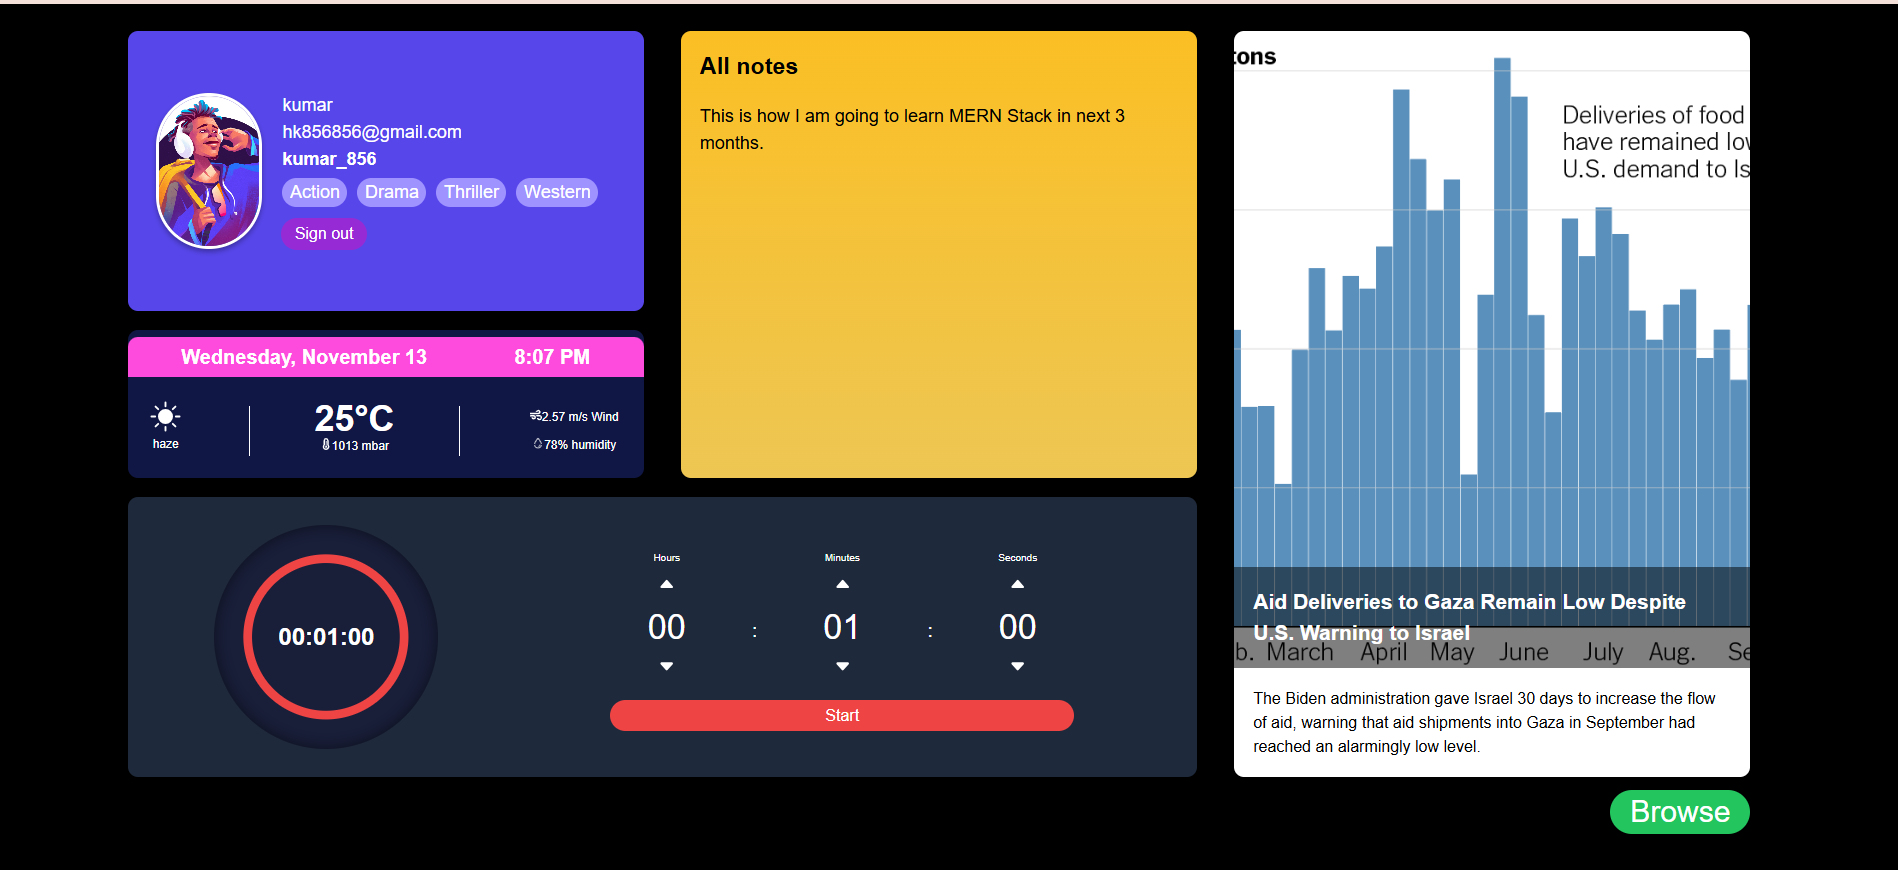 kumar
hk856856@gmail.com
kumar_856
Action Drama Thriller Western
Sign out
Wednesday, November 13 8:07 PM
haze
25°C
1013 mbar
2.57 m/s Wind
78% humidity
All notes
This is how I am going to learn MERN Stack in next 3
months.
00:01:00
Hours Minutes Seconds
00 : 01 : 00
Start
tons
Deliveries of food
have remained low
U.S. demand to Is
Aid Deliveries to Gaza Remain Low Despite
U.S. Warning to Israel
b. March April May June July Aug. Se
The Biden administration gave Israel 30 days to increase the flow
of aid, warning that aid shipments into Gaza in September had
reached an alarmingly low level.
Browse